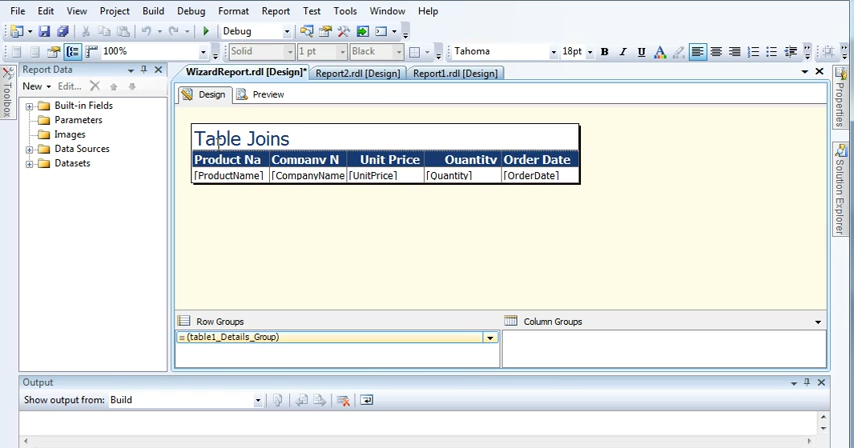 File Edit View Project Build Debug Format Report Test Tools Window Help
Debug
100% Solid 1 pt Black Tahoma 18pt B I U A
Toolbox
Report Data
New Edit...
Built-in Fields
Parameters
Images
Data Sources
Datasets
WizardReport.rdl [Design]* Report2.rdl [Design] Report1.rdl [Design]
Design Preview
Table Joins
Product Na Company N Unit Price Quantity Order Date
[ProductName] [CompanyName [UnitPrice] [Quantity] [OrderDate]
Row Groups Column Groups
(table1_Details_Group)
Properties
Solution Explorer
Output
Show output from: Build